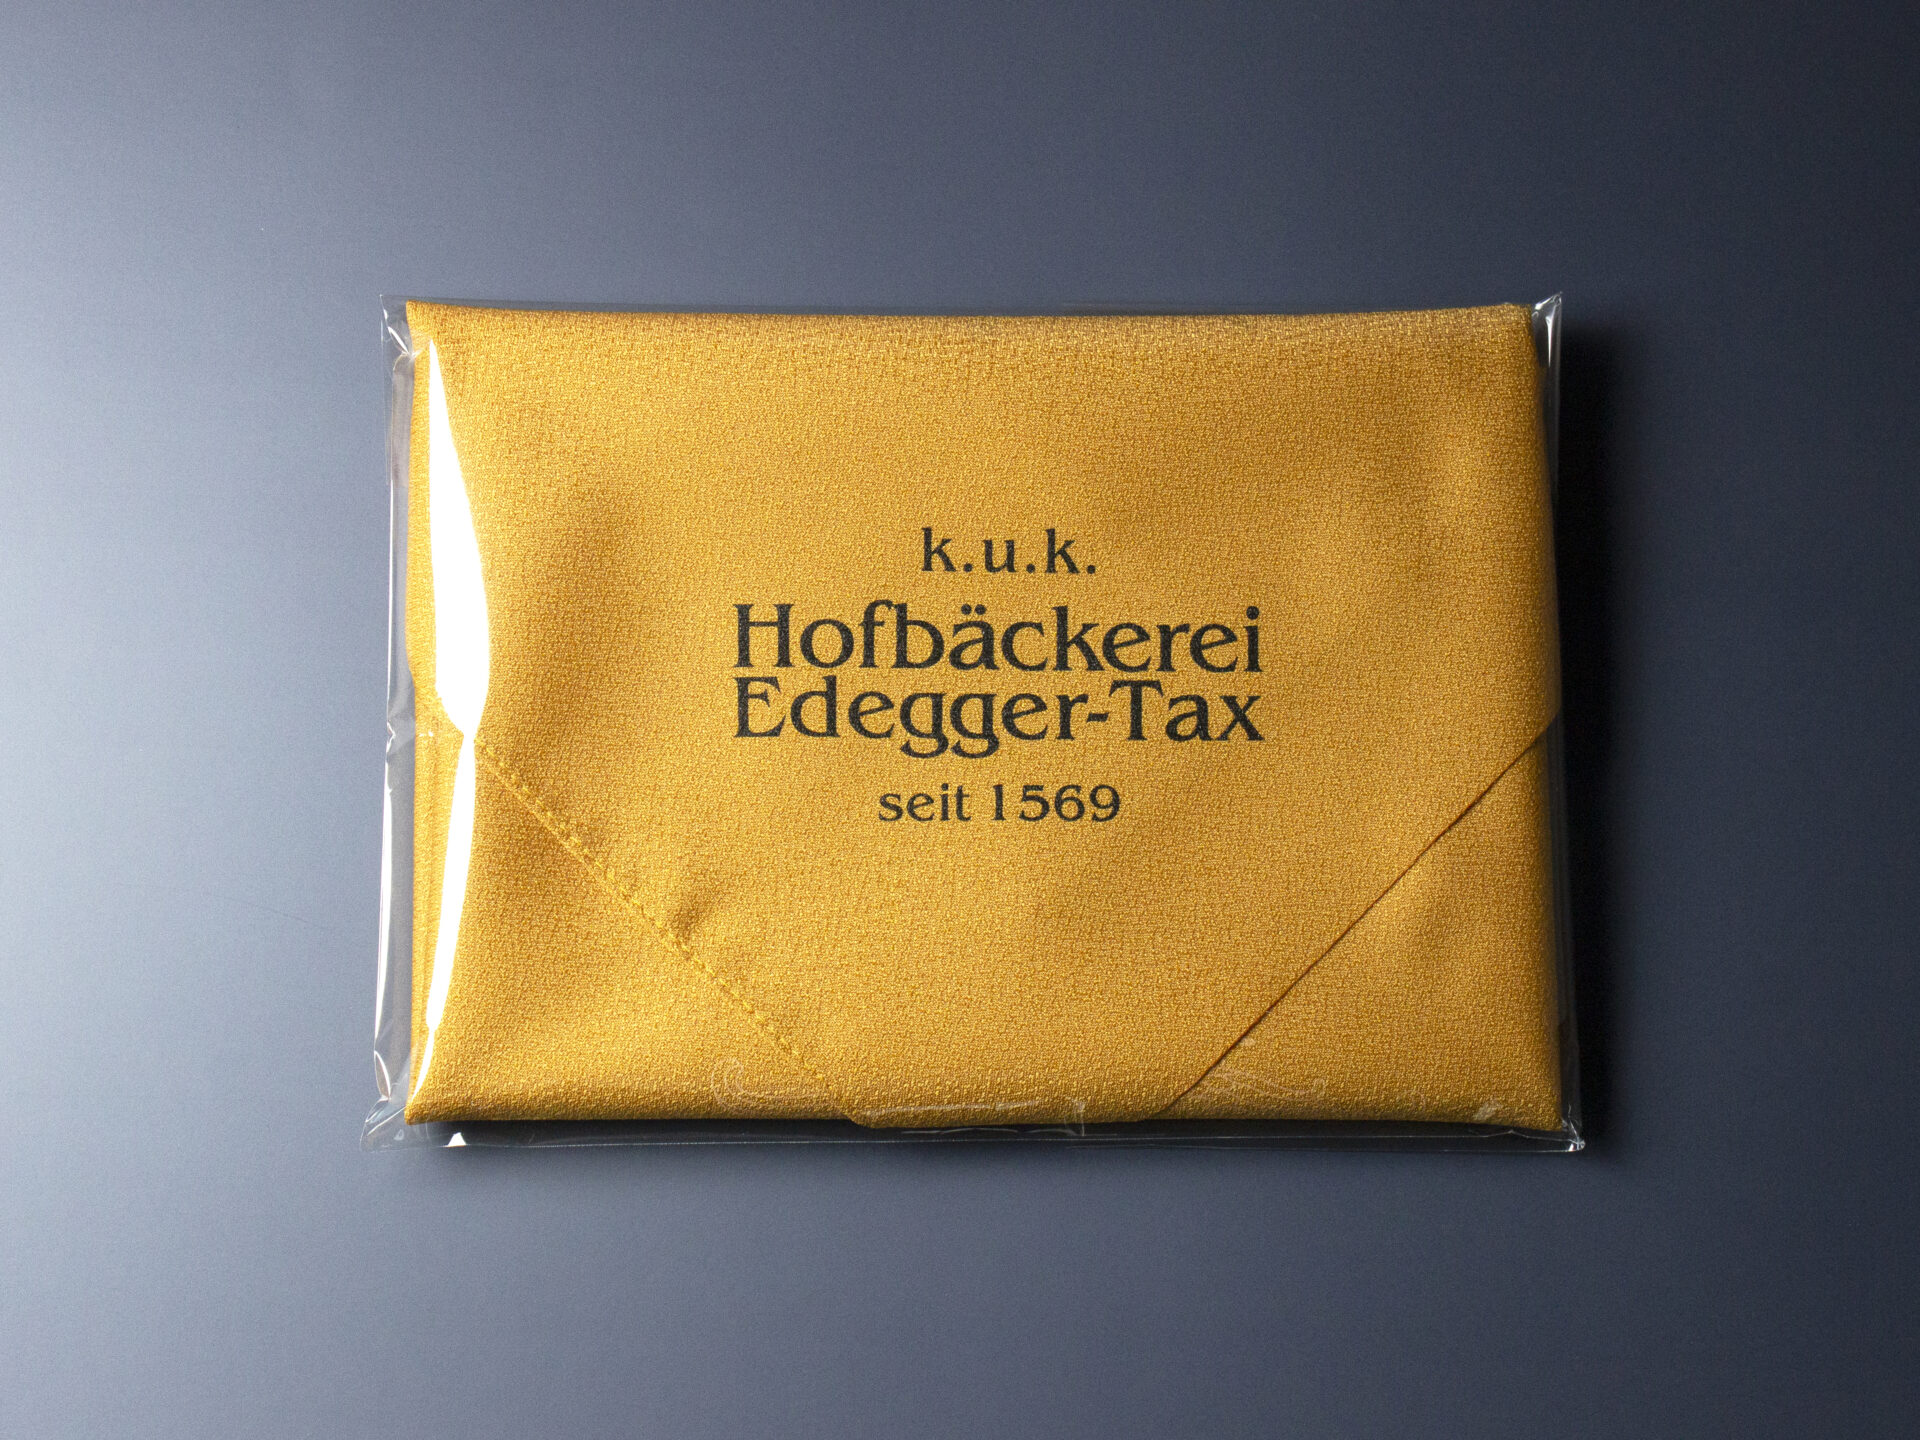 k.u.k.
Hofbäckerei
Edegger-Tax
seit 1569